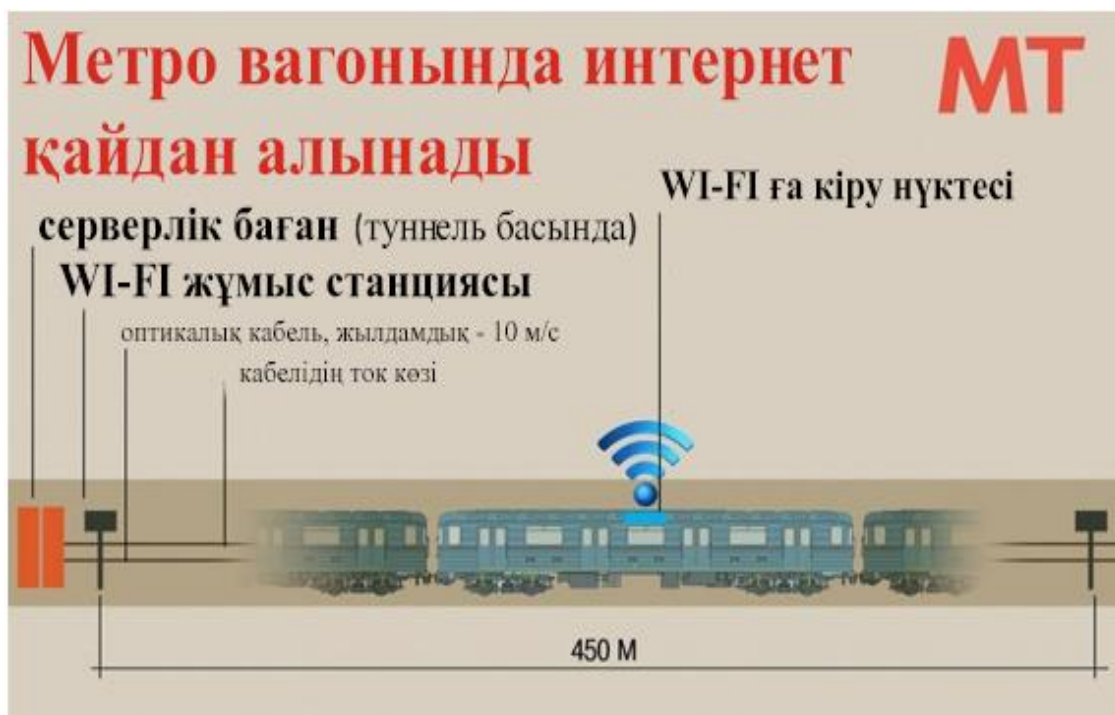 Метро вагонында интернет
қайдан алынады
МТ
WI-FI ға кіру нүктесі
серверлік баған (туннель басында)
WI-FI жұмыс станциясы
оптикалық кабель, жылдамдық - 10 м/с
кабелідің ток көзі
450 М